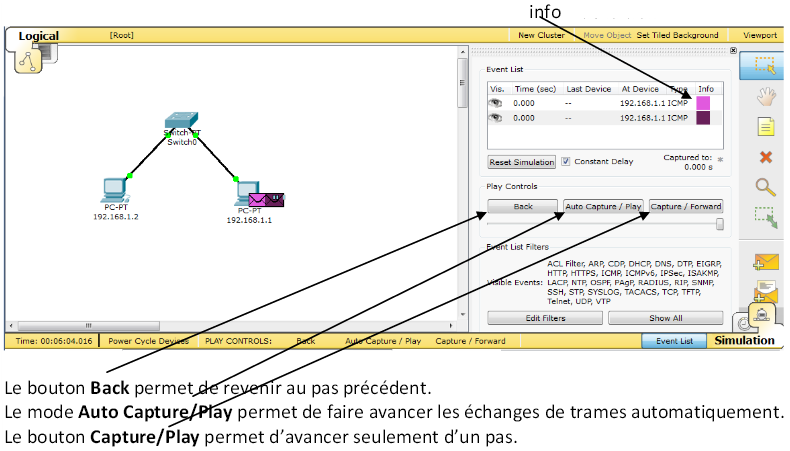 info
Logical [Root] New Cluster Move Object Set Tiled Background Viewport
Event List
Vis. Time (sec) Last Device At Device Type Info
0.000 -- 192.168.1.1 ICMP
0.000 -- 192.168.1.1 ICMP
Reset Simulation Constant Delay Captured to: *
0.000 s
Play Controls
Back Auto Capture / Play Capture / Forward
Event List Filters
Visible Events:
ACL Filter, ARP, CDP, DHCP, DNS, DTP, EIGRP,
HTTP, HTTPS, ICMP, ICMPv6, IPSec, ISAKMP,
LACP, NTP, OSPF, PAgP, RADIUS, RIP, SNMP,
SSH, STP, SYSLOG, TACACS, TCP, TFTP,
Telnet, UDP, VTP
Edit Filters Show All
Switch-PT
Switch0
PC-PT
192.168.1.2
PC-PT
192.168.1.1
Time: 00:06:04.016 Power Cycle Devices PLAY CONTROLS: Back Auto Capture / Play Capture / Forward Event List Simulation
Le bouton Back permet de revenir au pas précédent.
Le mode Auto Capture/Play permet de faire avancer les échanges de trames automatiquement.
Le bouton Capture/Play permet d'avancer seulement d'un pas.